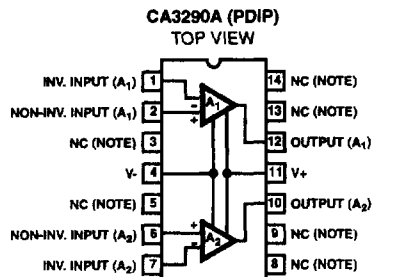 CA3290A (PDIP)
TOP VIEW
INV. INPUT (A1) 1
NON-INV. INPUT (A1) 2
NC (NOTE) 3
V- 4
NC (NOTE) 5
NON-INV. INPUT (A2) 6
INV. INPUT (A2) 7
- A1
+
+
- A2
14 NC (NOTE)
13 NC (NOTE)
12 OUTPUT (A1)
11 V+
10 OUTPUT (A2)
9 NC (NOTE)
8 NC (NOTE)